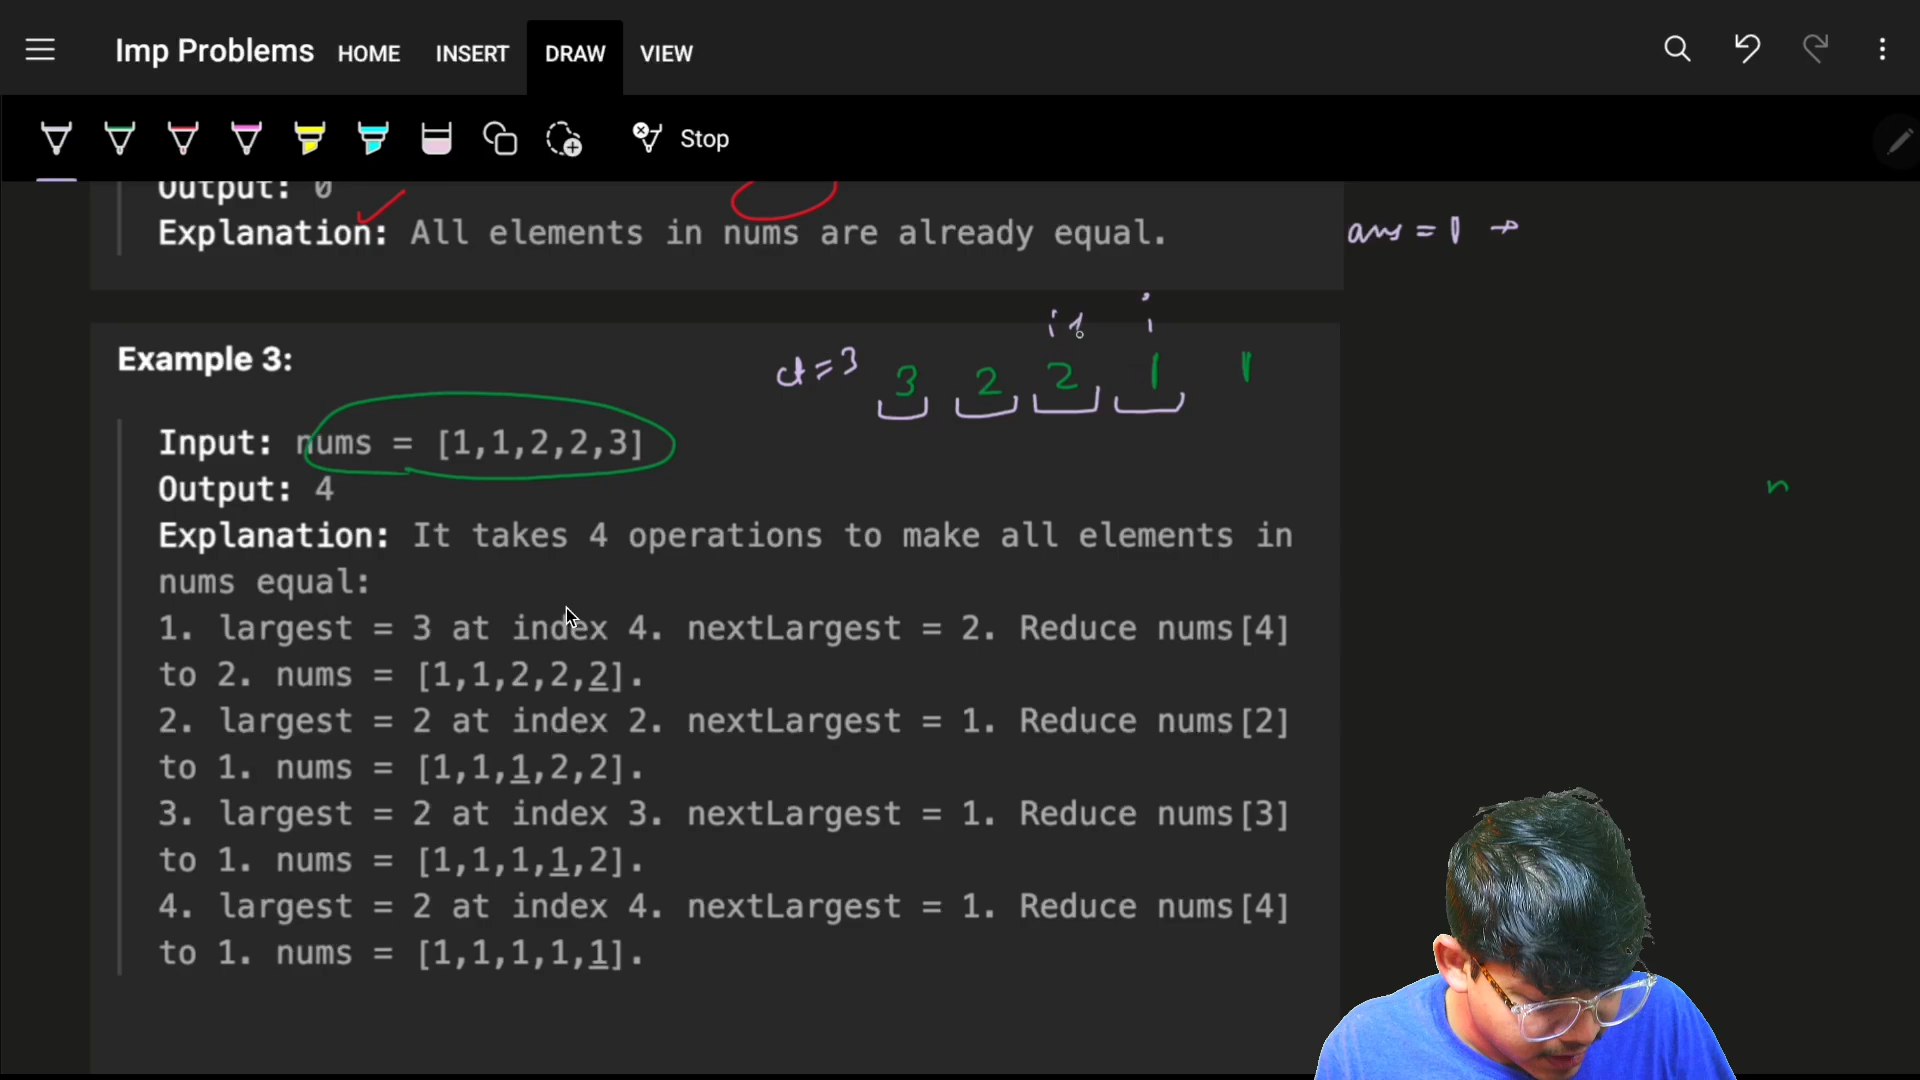 Imp Problems HOME INSERT DRAW VIEW
Stop
Output: 0
Explanation: All elements in nums are already equal.
ans = 1 →
i-1 i
Example 3:
ct = 3 3 2 2 1 1
Input: nums = [1,1,2,2,3]
Output: 4
n
Explanation: It takes 4 operations to make all elements in
nums equal:
1. largest = 3 at index 4. nextLargest = 2. Reduce nums[4]
to 2. nums = [1,1,2,2,2].
2. largest = 2 at index 2. nextLargest = 1. Reduce nums[2]
to 1. nums = [1,1,1,2,2].
3. largest = 2 at index 3. nextLargest = 1. Reduce nums[3]
to 1. nums = [1,1,1,1,2].
4. largest = 2 at index 4. nextLargest = 1. Reduce nums[4]
to 1. nums = [1,1,1,1,1].